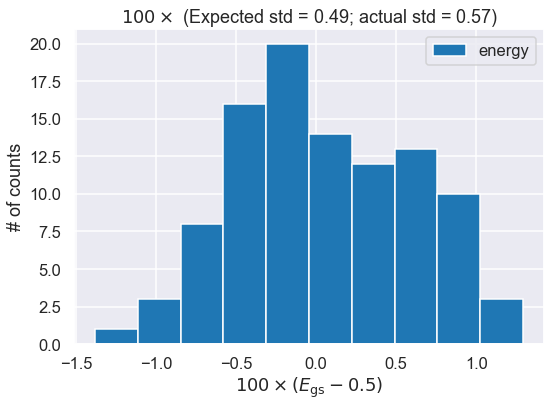 100 × (Expected std = 0.49; actual std = 0.57)
energy
# of counts
20.0
17.5
15.0
12.5
10.0
7.5
5.0
2.5
0.0
−1.5 −1.0 −0.5 0.0 0.5 1.0
100 × (E_gs − 0.5)